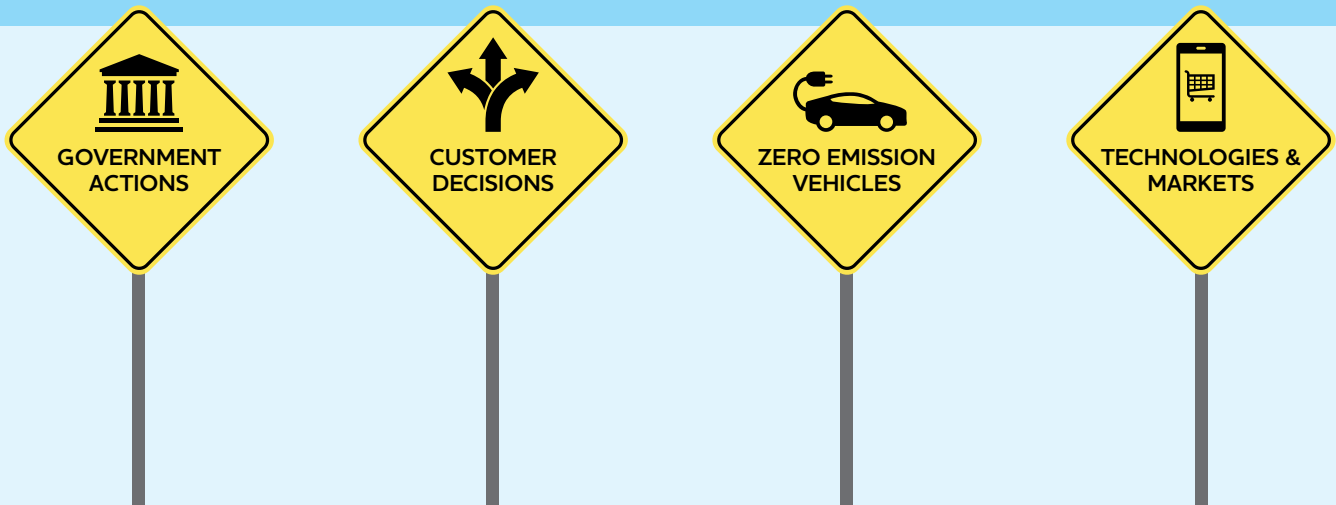 GOVERNMENT
ACTIONS
CUSTOMER
DECISIONS
ZERO EMISSION
VEHICLES
TECHNOLOGIES &
MARKETS